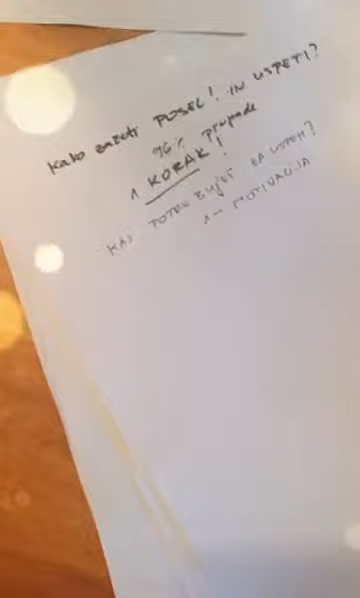 Kako začeti POSEL! IN USPETI?
96% propade
1 KORAK!
KAJ POTREBUJEŠ ZA USPEH?
1 - MOTIVACIJA